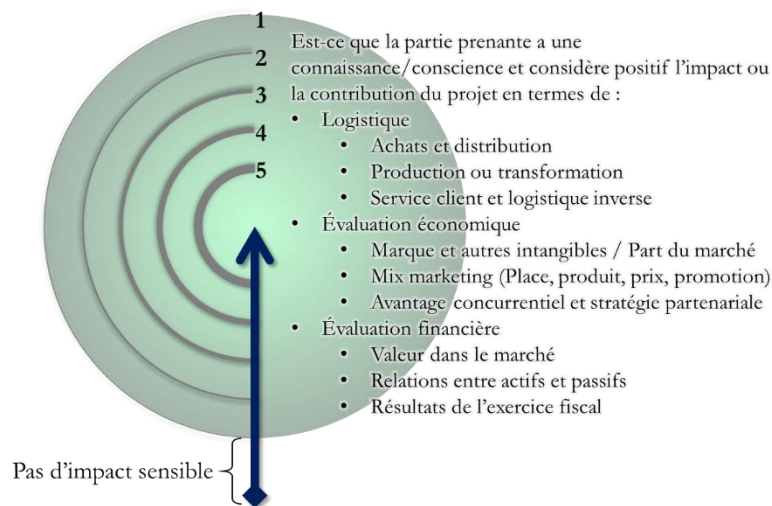 1
2
3
4
5
Est-ce que la partie prenante a une
connaissance/conscience et considère positif l'impact ou
la contribution du projet en termes de :
• Logistique
• Achats et distribution
• Production ou transformation
• Service client et logistique inverse
• Évaluation économique
• Marque et autres intangibles / Part du marché
• Mix marketing (Place, produit, prix, promotion)
• Avantage concurrentiel et stratégie partenariale
• Évaluation financière
• Valeur dans le marché
• Relations entre actifs et passifs
• Résultats de l'exercice fiscal
Pas d'impact sensible